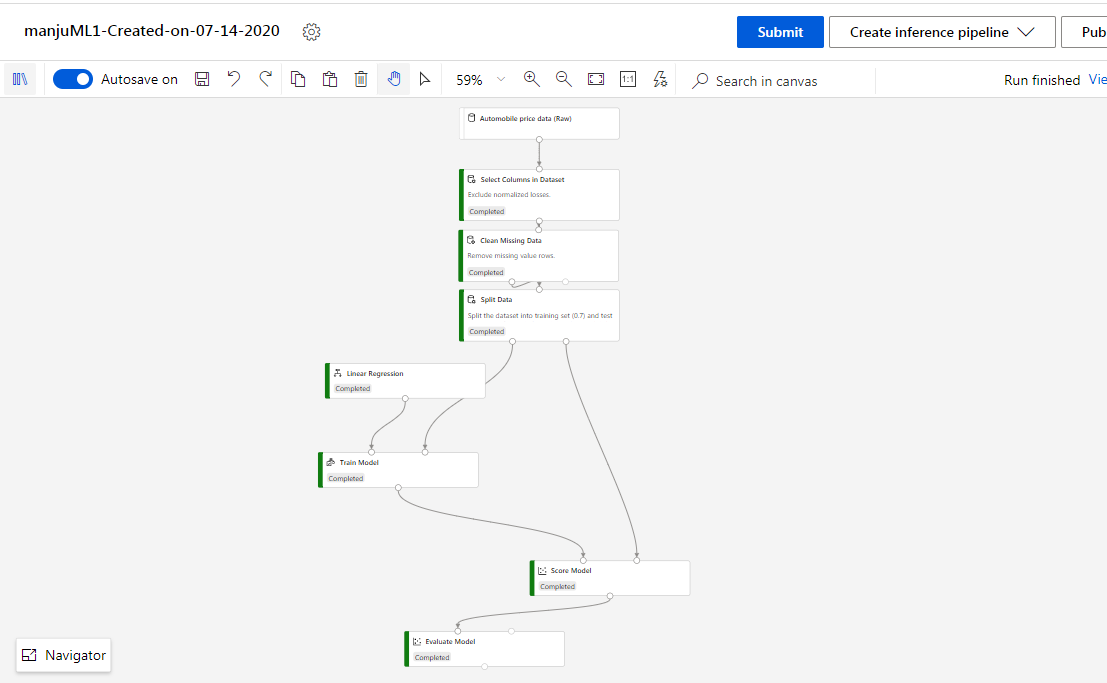 manjuML1-Created-on-07-14-2020
Submit
Create inference pipeline
Pub
Autosave on
59%
1:1
Search in canvas
Run finished Vie
Automobile price data (Raw)
Select Columns in Dataset
Exclude normalized losses.
Completed
Clean Missing Data
Remove missing value rows.
Completed
Split Data
Split the dataset into training set (0.7) and test
Completed
Linear Regression
Completed
Train Model
Completed
Score Model
Completed
Evaluate Model
Completed
Navigator